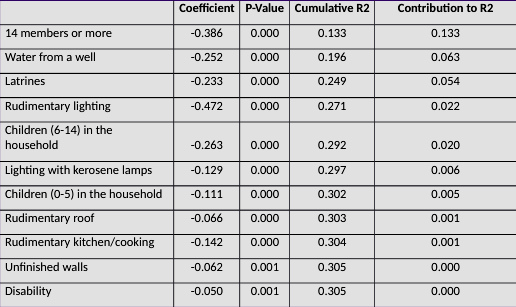 Coefficient P-Value Cumulative R2 Contribution to R2
14 members or more -0.386 0.000 0.133 0.133
Water from a well -0.252 0.000 0.196 0.063
Latrines -0.233 0.000 0.249 0.054
Rudimentary lighting -0.472 0.000 0.271 0.022
Children (6-14) in the
household -0.263 0.000 0.292 0.020
Lighting with kerosene lamps -0.129 0.000 0.297 0.006
Children (0-5) in the household -0.111 0.000 0.302 0.005
Rudimentary roof -0.066 0.000 0.303 0.001
Rudimentary kitchen/cooking -0.142 0.000 0.304 0.001
Unfinished walls -0.062 0.001 0.305 0.000
Disability -0.050 0.001 0.305 0.000